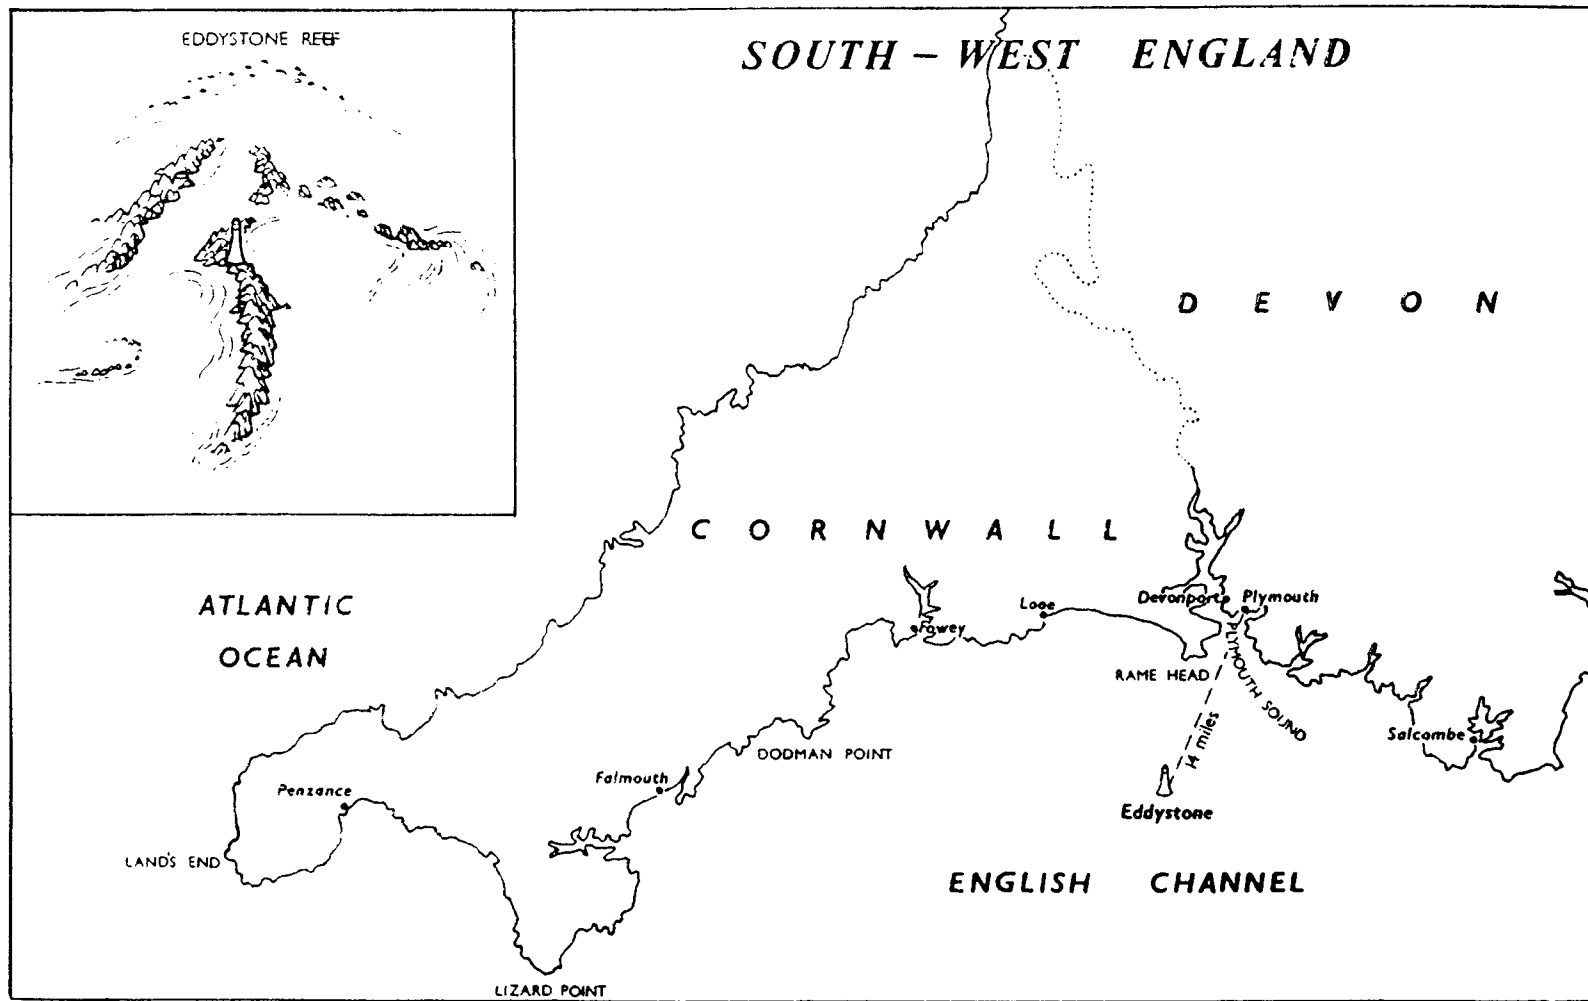 EDDYSTONE REEF
SOUTH – WEST ENGLAND
DEVON
CORNWALL
ATLANTIC
OCEAN
Devonport
Plymouth
Looe
Fowey
RAME HEAD
PLYMOUTH SOUND
14 miles
Salcombe
DODMAN POINT
Falmouth
Penzance
Eddystone
LAND'S END
ENGLISH CHANNEL
LIZARD POINT